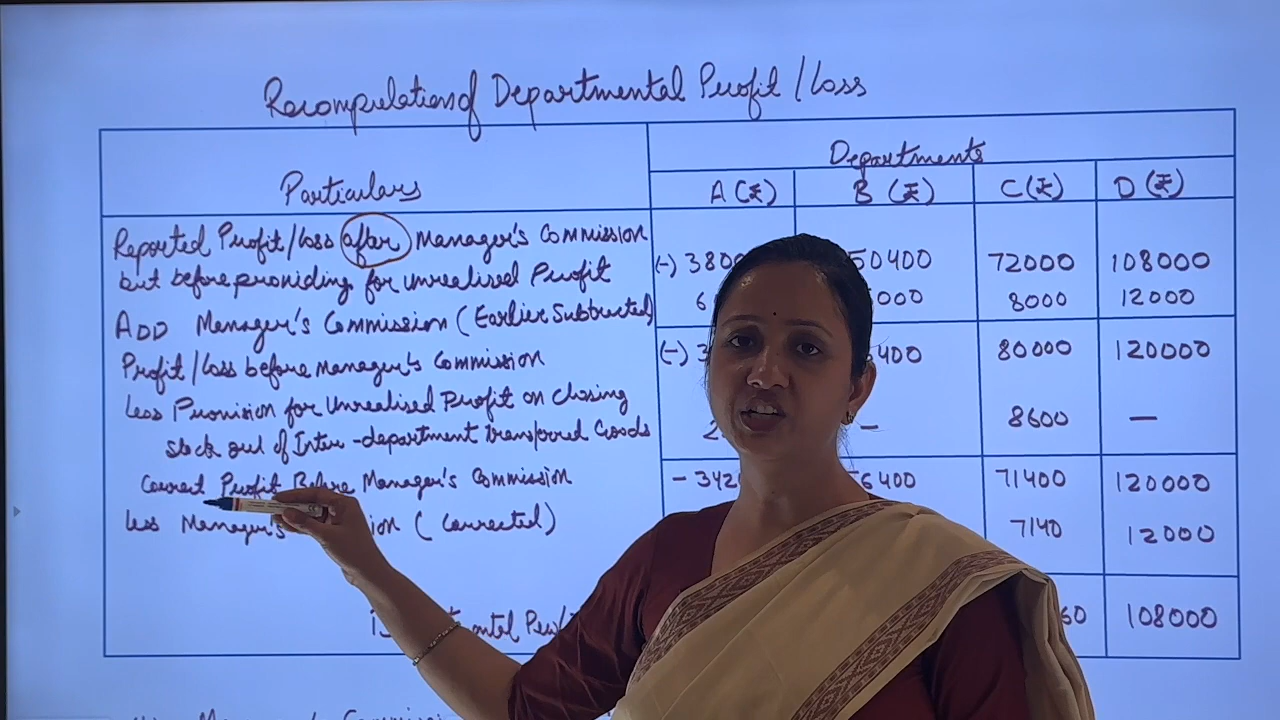 Recomputation of Departmental Profit / Loss
Particulars
Departments
A (₹) B (₹) C (₹) D (₹)
Reported Profit/Loss after Manager's Commission
but before providing for unrealised Profit
(-) 50400 72000 108000
ADD Manager's Commission (Earlier Subtracted)
8000 12000
Profit / Loss before Manager's Commission
(-) 80000 120000
Less Provision for Unrealised Profit on closing
stock out of Inter-department transferred Goods
– 8600 —
Correct Profit Before Manager's Commission
71400 120000
Less Manager's (Corrected)
7140 12000
108000